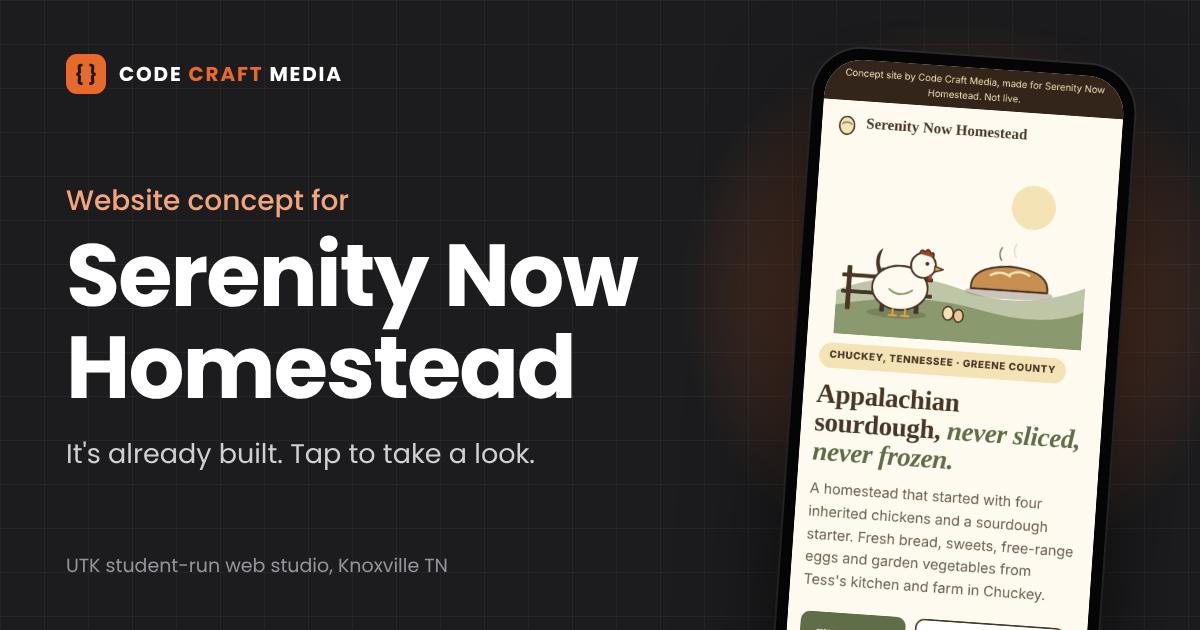 { } CODE CRAFT MEDIA
Website concept for
Serenity Now
Homestead
It's already built. Tap to take a look.
UTK student-run web studio, Knoxville TN
Concept site by Code Craft Media, made for Serenity Now
Homestead. Not live.
Serenity Now Homestead
CHUCKEY, TENNESSEE · GREENE COUNTY
Appalachian
sourdough, never sliced,
never frozen.
A homestead that started with four
inherited chickens and a sourdough
starter. Fresh bread, sweets, free-range
eggs and garden vegetables from
Tess's kitchen and farm in Chuckey.